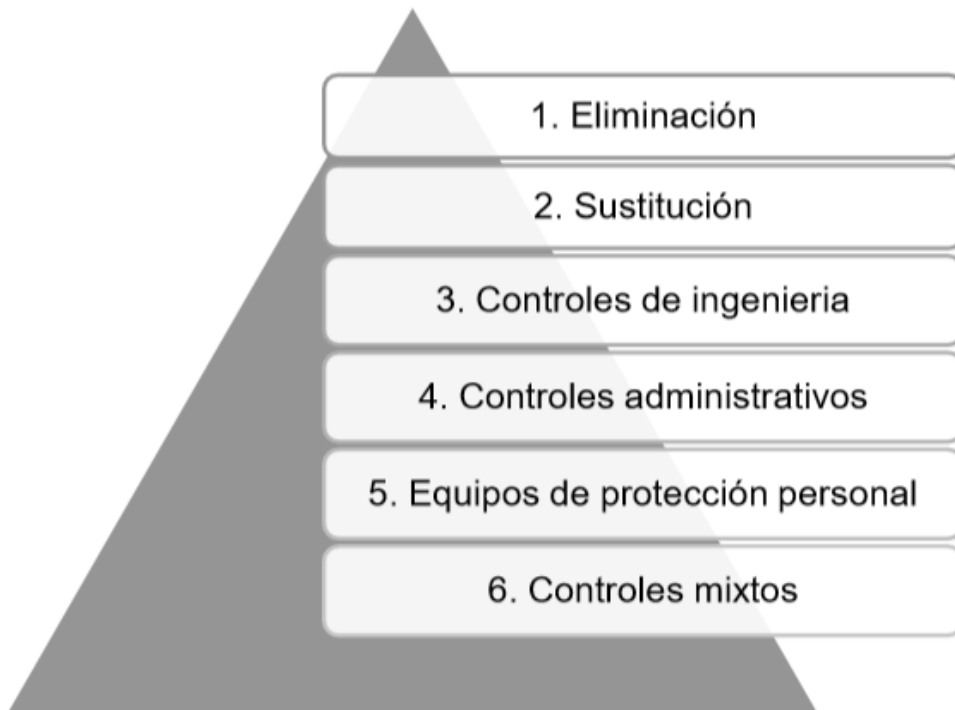 1. Eliminación
2. Sustitución
3. Controles de ingenieria
4. Controles administrativos
5. Equipos de protección personal
6. Controles mixtos